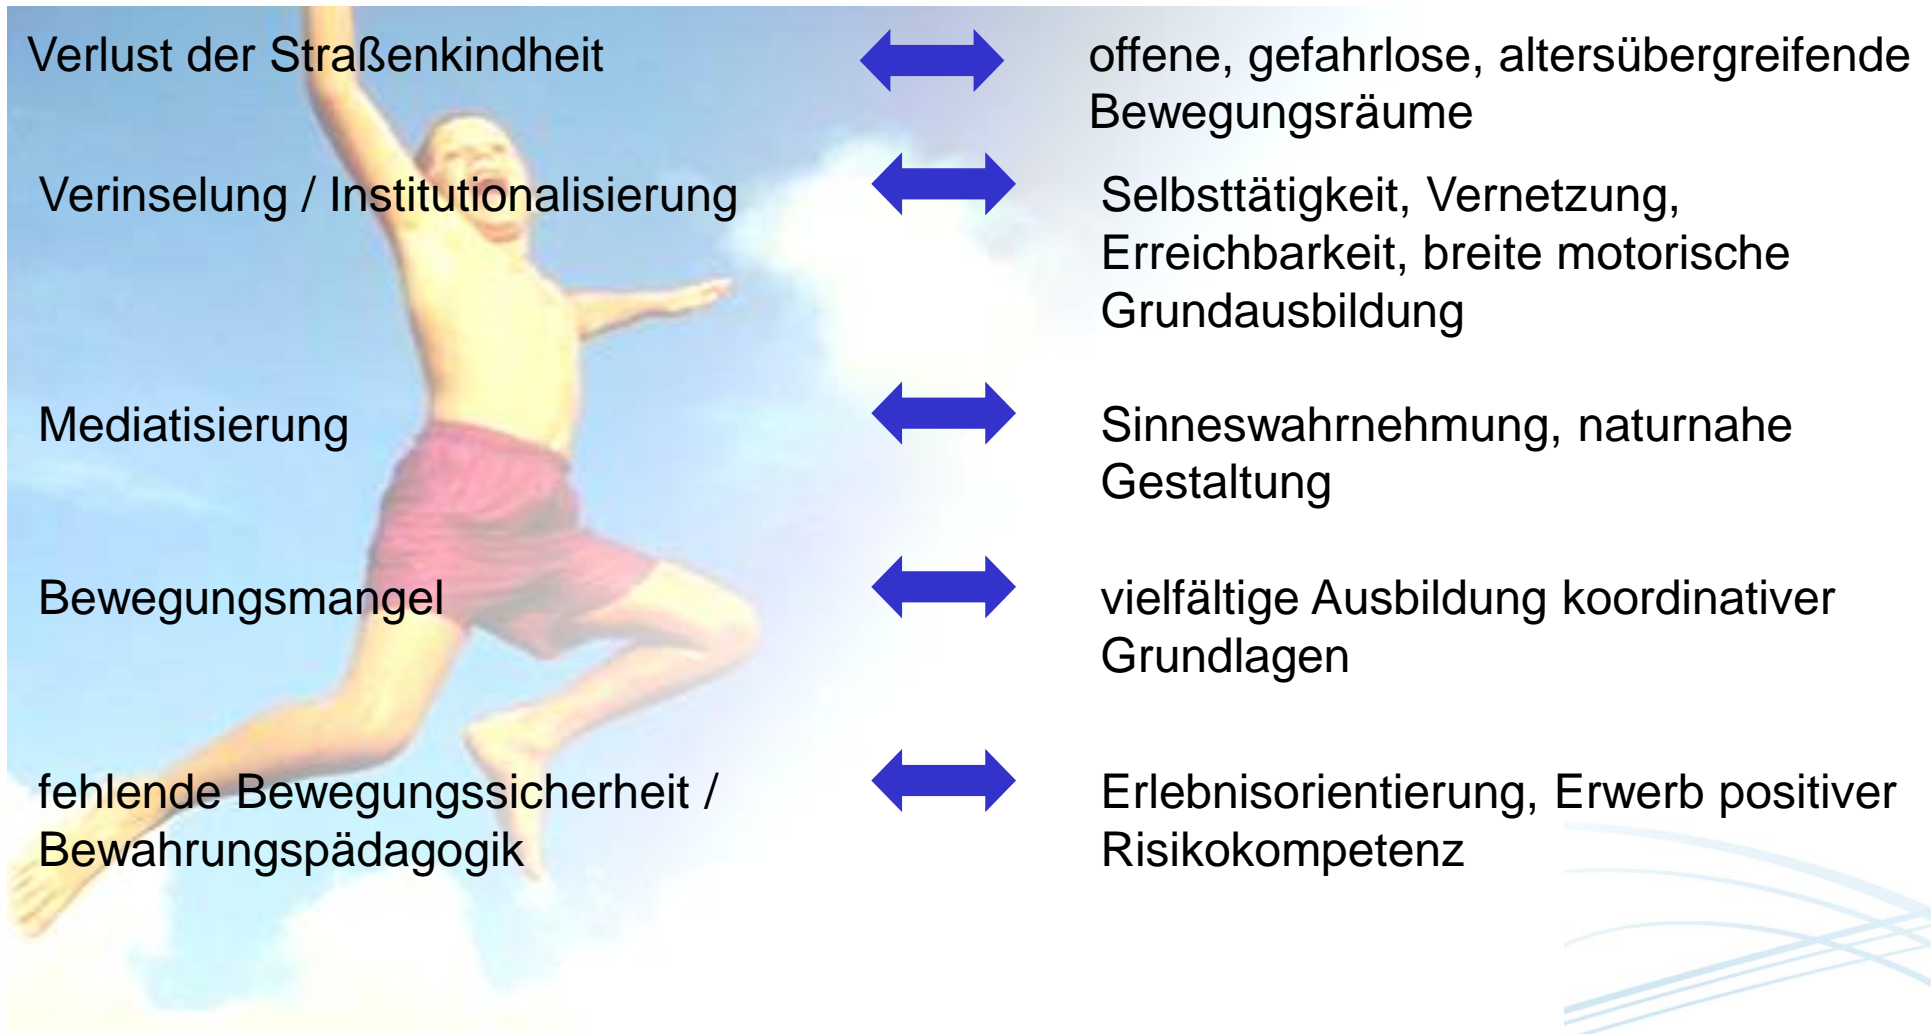 Verlust der Straßenkindheit
offene, gefahrlose, altersübergreifende
Bewegungsräume
Verinselung / Institutionalisierung
Selbsttätigkeit, Vernetzung,
Erreichbarkeit, breite motorische
Grundausbildung
Mediatisierung
Sinneswahrnehmung, naturnahe
Gestaltung
Bewegungsmangel
vielfältige Ausbildung koordinativer
Grundlagen
fehlende Bewegungssicherheit /
Bewahrungspädagogik
Erlebnisorientierung, Erwerb positiver
Risikokompetenz